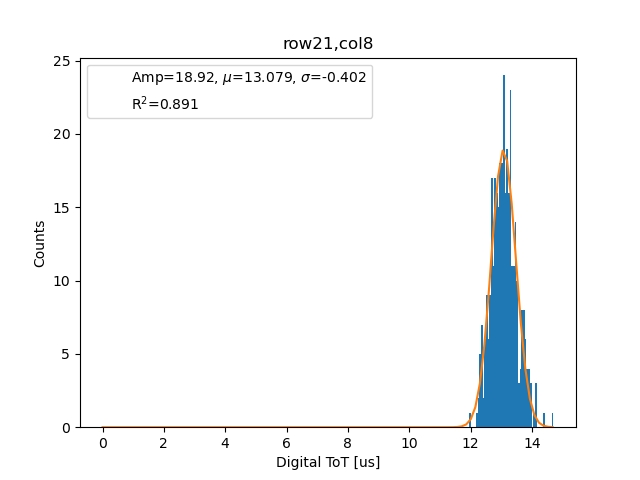 row21,col8
Amp=18.92, μ=13.079, σ=-0.402
R²=0.891
25
20
15
10
5
0
Counts
0 2 4 6 8 10 12 14
Digital ToT [us]